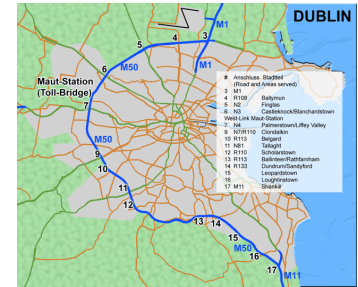 DUBLIN
M1
3
4
5
M50
M1
6
Maut-Station
(Toll-Bridge)
7
M50
9
10
11
12
13
14
15
M50
16
17
M11
# Anschluss Stadtteil
(Road and Areas served)
3 M1
4 R108 Ballymun
5 N2 Finglas
6 N3 Castleknock/Blanchardstown
West-Link Maut-Station
7 N4 Palmerstown/Liffey Valley
9 N7/R110 Clondalkin
10 R113 Belgard
11 N81 Tallaght
12 R110 Scholarstown
13 R113 Ballinteer/Rathfarnham
14 R133 Dundrum/Sandyford
15 Leopardstown
16 Loughlinstown
17 M11 Shankill